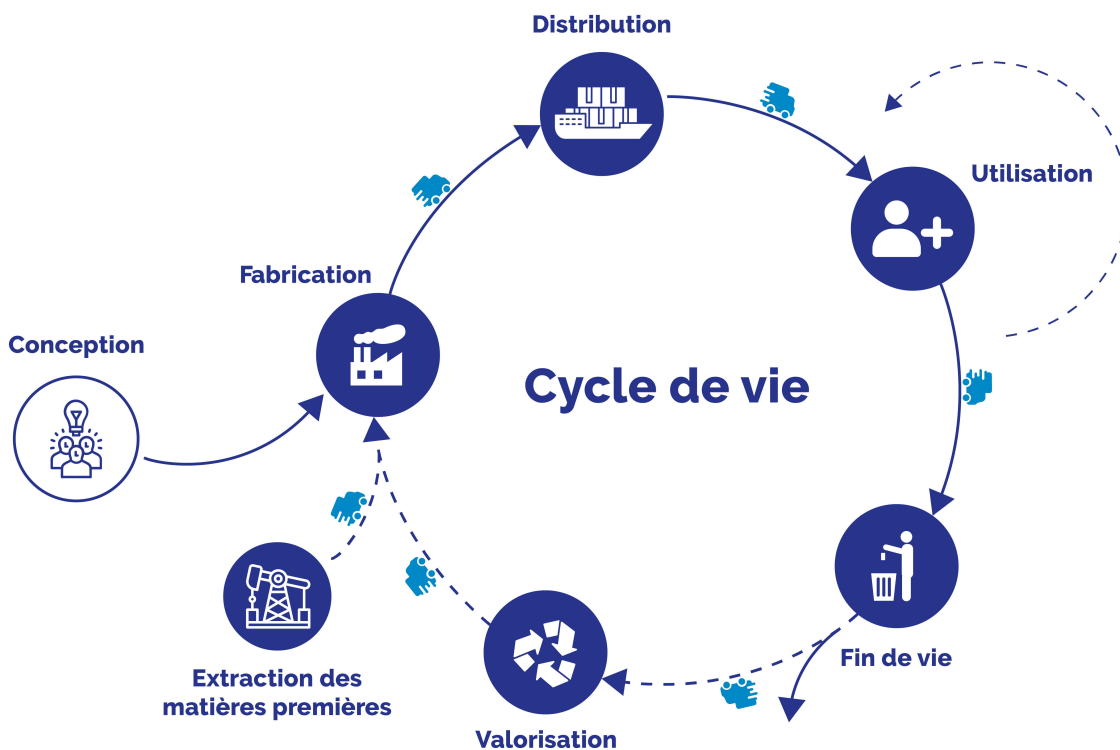 Distribution
Utilisation
Fabrication
Conception
Cycle de vie
Fin de vie
Extraction des
matières premières
Valorisation